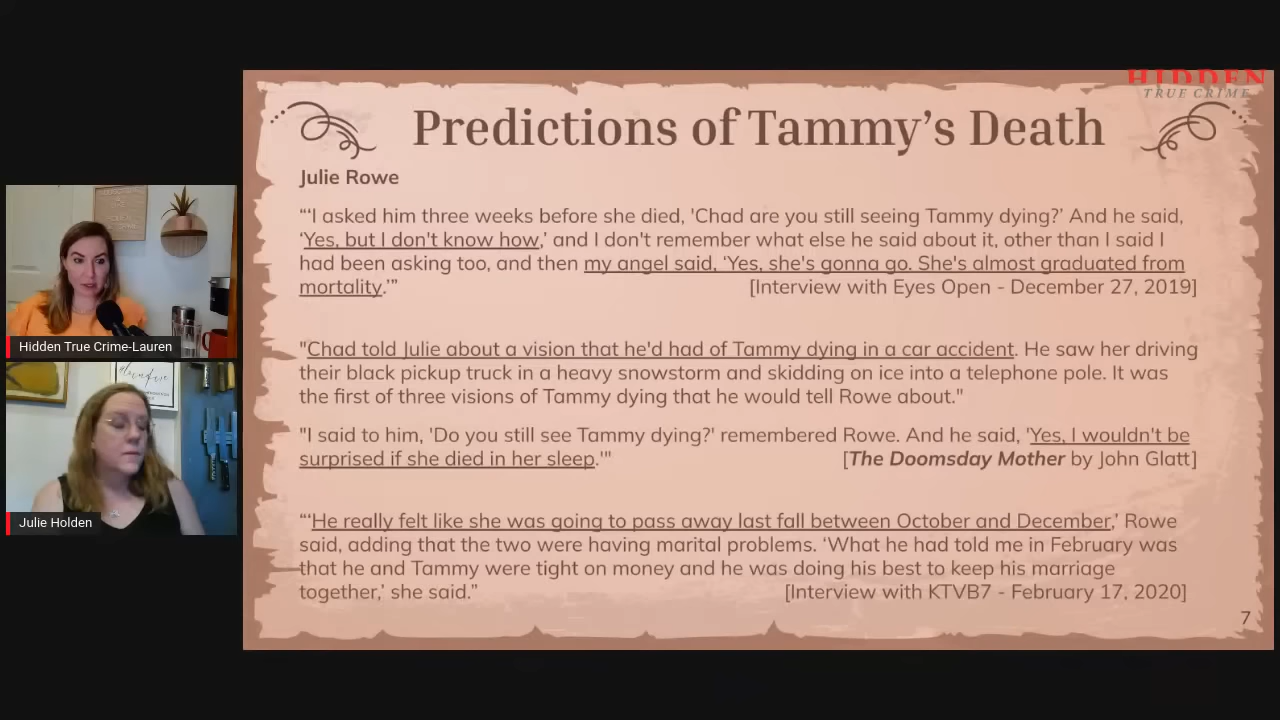 HIDDEN
TRUE CRIME
Predictions of Tammy’s Death
Julie Rowe
“‘I asked him three weeks before she died, 'Chad are you still seeing Tammy dying?’ And he said,
‘Yes, but I don't know how,’ and I don't remember what else he said about it, other than I said I
had been asking too, and then my angel said, ‘Yes, she's gonna go. She's almost graduated from
mortality.’” [Interview with Eyes Open - December 27, 2019]
"Chad told Julie about a vision that he'd had of Tammy dying in a car accident. He saw her driving
their black pickup truck in a heavy snowstorm and skidding on ice into a telephone pole. It was
the first of three visions of Tammy dying that he would tell Rowe about."
"I said to him, 'Do you still see Tammy dying?' remembered Rowe. And he said, 'Yes, I wouldn't be
surprised if she died in her sleep.'" [The Doomsday Mother by John Glatt]
“‘He really felt like she was going to pass away last fall between October and December,’ Rowe
said, adding that the two were having marital problems. ‘What he had told me in February was
that he and Tammy were tight on money and he was doing his best to keep his marriage
together,’ she said.” [Interview with KTVB7 - February 17, 2020]
7
Hidden True Crime-Lauren
Julie Holden